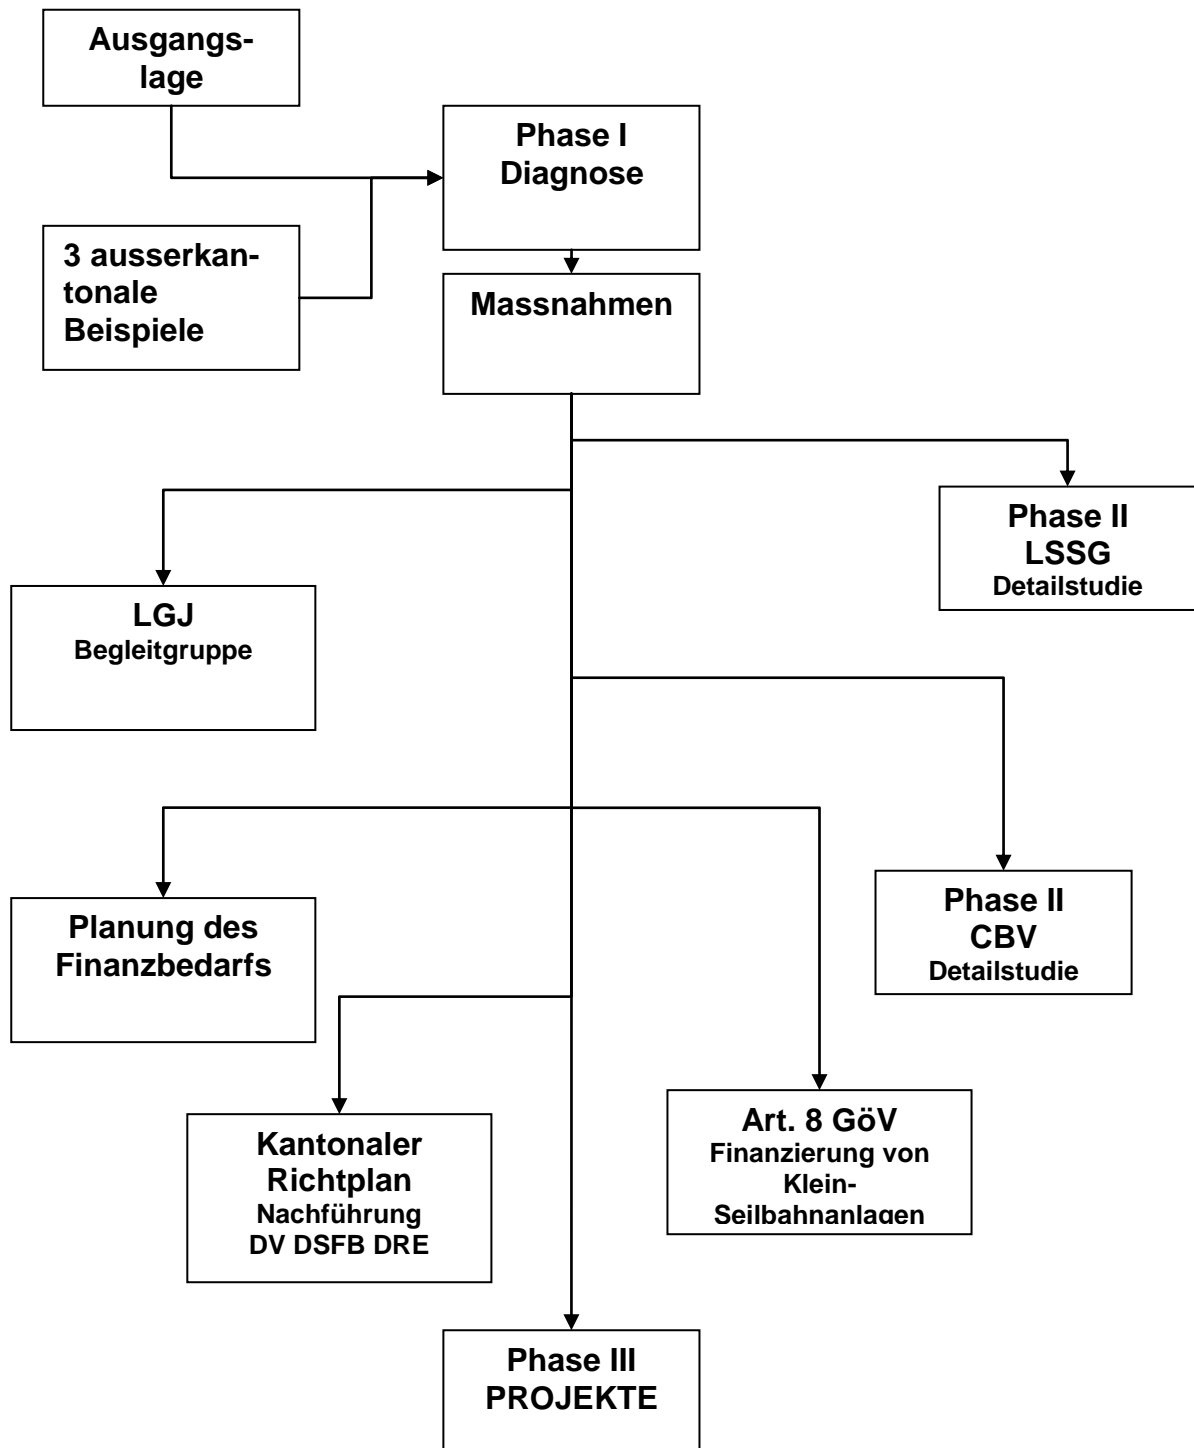 Ausgangs-
lage
Phase I
Diagnose
3 ausserkan-
tonale
Beispiele
Massnahmen
Phase II
LSSG
Detailstudie
LGJ
Begleitgruppe
Phase II
CBV
Detailstudie
Planung des
Finanzbedarfs
Art. 8 GöV
Finanzierung von
Klein-
Seilbahnanlagen
Kantonaler
Richtplan
Nachführung
DV DSFB DRE
Phase III
PROJEKTE